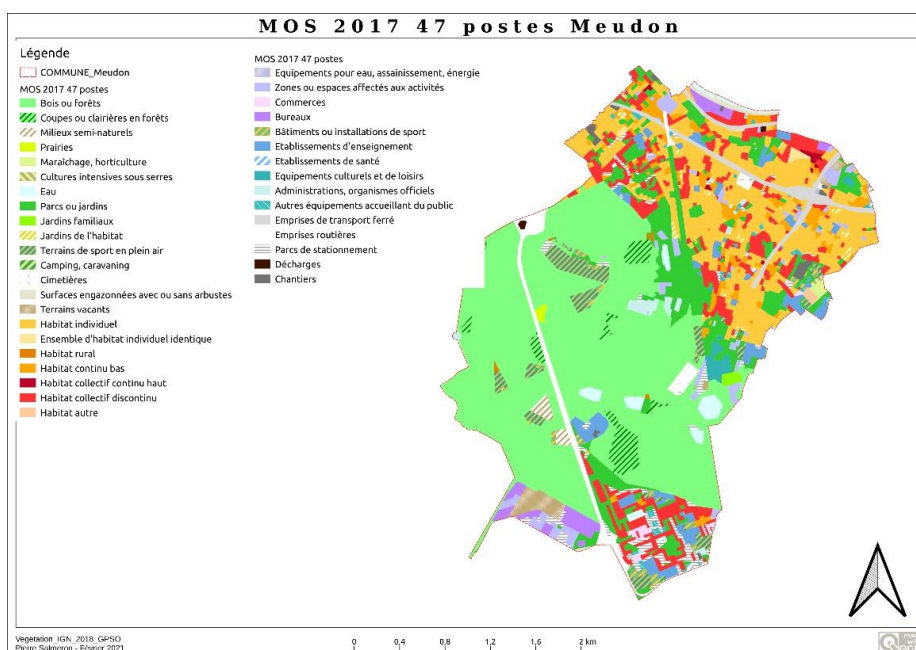 MOS 2017 47 postes Meudon
Légende
COMMUNE_Meudon
MOS 2017 47 postes
Bois ou forêts
Coupes ou clairières en forêts
Milieux semi-naturels
Prairies
Maraîchage, horticulture
Cultures intensives sous serres
Eau
Parcs ou jardins
Jardins familiaux
Jardins de l'habitat
Terrains de sport en plein air
Camping, caravaning
Cimetières
Surfaces engazonnées avec ou sans arbustes
Terrains vacants
Habitat individuel
Ensemble d'habitat individuel identique
Habitat rural
Habitat continu bas
Habitat collectif continu haut
Habitat collectif discontinu
Habitat autre
MOS 2017 47 postes
Equipements pour eau, assainissement, énergie
Zones ou espaces affectés aux activités
Commerces
Bureaux
Bâtiments ou installations de sport
Etablissements d'enseignement
Etablissements de santé
Equipements culturels et de loisirs
Administrations, organismes officiels
Autres équipements accueillant du public
Emprises de transport ferré
Emprises routières
Parcs de stationnement
Décharges
Chantiers
Vegetation_IGN_2018_GPSO
Pierre Salmeron - Février 2021
0 0,4 0,8 1,2 1,6 2 km